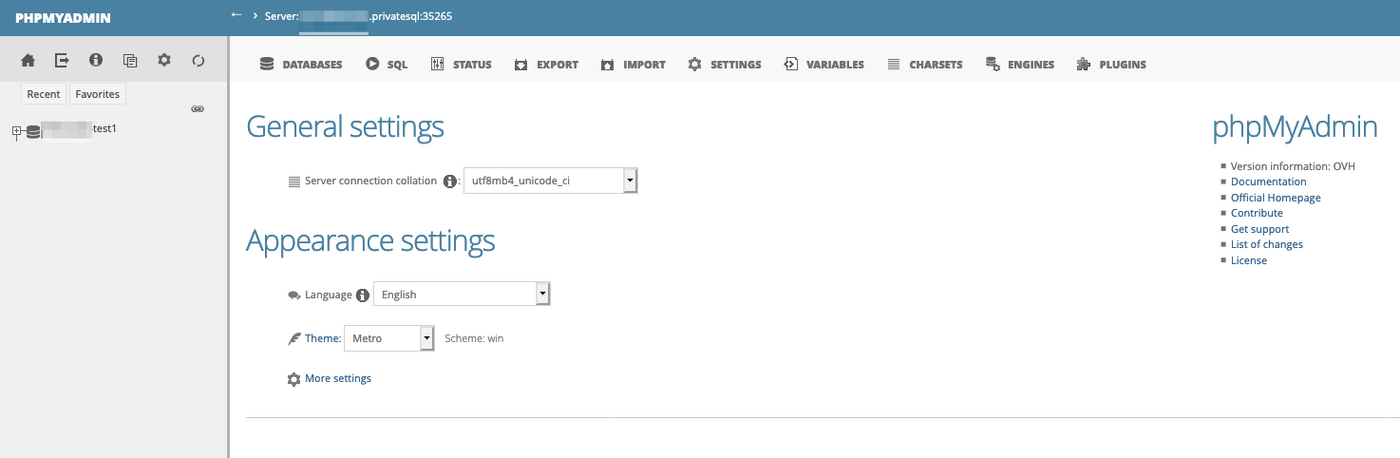 PHPMYADMIN
← › Server: .privatesql:35265
Recent Favorites
test1
DATABASES SQL STATUS EXPORT IMPORT SETTINGS VARIABLES CHARSETS ENGINES PLUGINS
General settings
Server connection collation : utf8mb4_unicode_ci
Appearance settings
Language English
Theme: Metro Scheme: win
More settings
phpMyAdmin
Version information: OVH
Documentation
Official Homepage
Contribute
Get support
List of changes
License